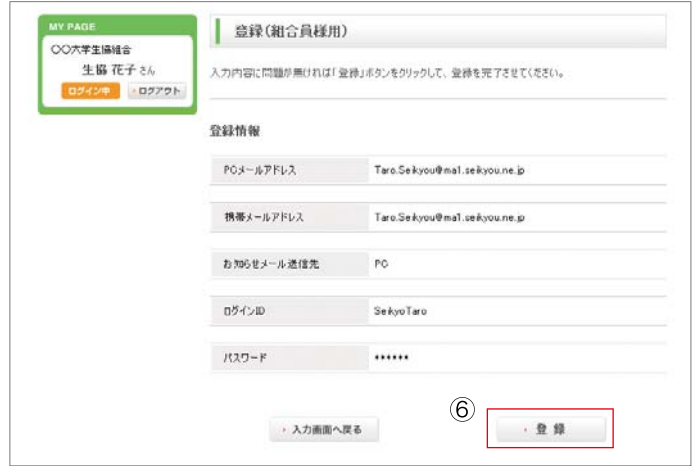 MY PAGE
〇〇大学生協組合
生協 花子 さん
ログイン中 ログアウト
登録(組合員様用)
入力内容に問題が無ければ「登録」ボタンをクリックして、登録を完了させてください。
登録情報
PCメールアドレス Taro.Seikyou@ma1.seikyou.ne.jp
携帯メールアドレス Taro.Seikyou@ma1.seikyou.ne.jp
お知らせメール送信先 PC
ログインID SeikyoTaro
パスワード ******
入力画面へ戻る
⑥
登 録